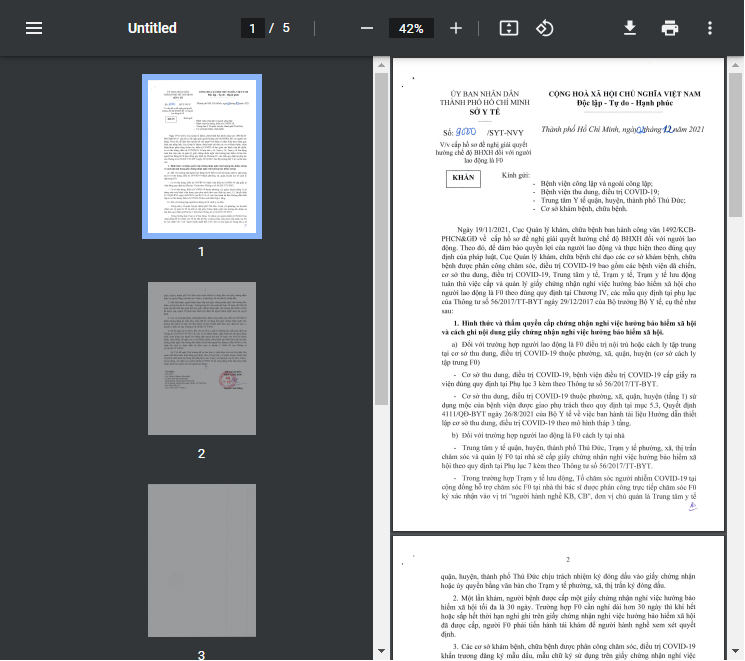 Untitled
1 / 5
42%
1
2
3
ỦY BAN NHÂN DÂN
THÀNH PHỐ HỒ CHÍ MINH
SỞ Y TẾ
CỘNG HOÀ XÃ HỘI CHỦ NGHĨA VIỆT NAM
Độc lập - Tự do - Hạnh phúc
Số: 9000 /SYT-NVY
Thành phố Hồ Chí Minh, ngày 02 tháng 12 năm 2021
V/v cấp hồ sơ đề nghị giải quyết
hưởng chế độ BHXH đối với người
lao động là F0
KHẨN
Kính gửi:
- Bệnh viện công lập và ngoài công lập;
- Bệnh viện thu dung, điều trị COVID-19;
- Trung tâm Y tế quận, huyện, thành phố Thủ Đức;
- Cơ sở khám bệnh, chữa bệnh.
Ngày 19/11/2021, Cục Quản lý khám, chữa bệnh ban hành công văn 1492/KCB-
PHCN&GĐ về cấp hồ sơ đề nghị giải quyết hưởng chế độ BHXH đối với người lao
động. Theo đó, để đảm bảo quyền lợi của người lao động và thực hiện theo đúng quy
định của pháp luật, Cục Quản lý khám, chữa bệnh chỉ đạo các cơ sở khám bệnh, chữa
bệnh được phân công chăm sóc, điều trị COVID-19 bao gồm các bệnh viện dã chiến,
cơ sở thu dung, điều trị COVID-19, Trung tâm y tế, Trạm y tế, Trạm y tế lưu động
tuân thủ việc cấp và quản lý giấy chứng nhận nghỉ việc hưởng bảo hiểm xã hội cho
người lao động là F0 theo đúng quy định tại Chương IV, các mẫu quy định tại phụ lục
của Thông tư số 56/2017/TT-BYT ngày 29/12/2017 của Bộ trưởng Bộ Y tế, cụ thể như
sau:
1. Hình thức và thẩm quyền cấp chứng nhận nghỉ việc hưởng bảo hiểm xã hội
và cách ghi nội dung giấy chứng nhận nghỉ việc hưởng bảo hiểm xã hội.
a) Đối với trường hợp người lao động là F0 điều trị nội trú hoặc cách ly tập trung
tại cơ sở thu dung, điều trị COVID-19 thuộc phường, xã, quận, huyện (cơ sở cách ly
tập trung F0)
- Cơ sở thu dung, điều trị COVID-19, bệnh viện điều trị COVID-19 cấp giấy ra
viện đúng quy định tại Phụ lục 3 kèm theo Thông tư số 56/2017/TT-BYT.
- Cơ sở thu dung, điều trị COVID-19 thuộc phường, xã, quận, huyện (tầng 1) sử
dụng mộc của bệnh viện được giao phụ trách theo quy định tại mục 5.3, Quyết định
4111/QĐ-BYT ngày 26/8/2021 của Bộ Y tế về việc ban hành tài liệu Hướng dẫn thiết
lập cơ sở thu dung, điều trị COVID-19 theo mô hình tháp 3 tầng.
b) Đối với trường hợp người lao động là F0 cách ly tại nhà
- Trung tâm y tế quận, huyện, thành phố Thủ Đức, Trạm y tế phường, xã, thị trấn
chăm sóc và quản lý F0 tại nhà sẽ cấp giấy chứng nhận nghỉ việc hưởng bảo hiểm xã
hội theo quy định tại Phụ lục 7 kèm theo Thông tư số 56/2017/TT-BYT.
- Trong trường hợp Trạm y tế lưu động, Tổ chăm sóc người nhiễm COVID-19 tại
cộng đồng hỗ trợ chăm sóc F0 tại nhà thì bác sĩ được phân công trực tiếp chăm sóc F0
ký xác nhận vào vị trí "người hành nghề KB, CB", đơn vị chủ quản là Trung tâm y tế
2
quận, huyện, thành phố Thủ Đức chịu trách nhiệm ký đóng dấu vào giấy chứng nhận
hoặc ủy quyền bằng văn bản cho Trạm y tế phường, xã, thị trấn ký đóng dấu.
2. Một lần khám, người bệnh được cấp một giấy chứng nhận nghỉ việc hưởng bảo
hiểm xã hội tối đa là 30 ngày. Trường hợp F0 cần nghỉ dài hơn 30 ngày thì khi hết
hoặc sắp hết thời hạn nghỉ ghi trên giấy chứng nhận nghỉ việc hưởng bảo hiểm xã hội
đã được cấp, người F0 phải tiến hành tái khám để người hành nghề xem xét quyết
định.
3. Các cơ sở khám bệnh, chữa bệnh được phân công chăm sóc, điều trị COVID-19
khẩn trương đăng ký mẫu dấu, mẫu chữ ký sử dụng trên giấy chứng nhận nghỉ việc